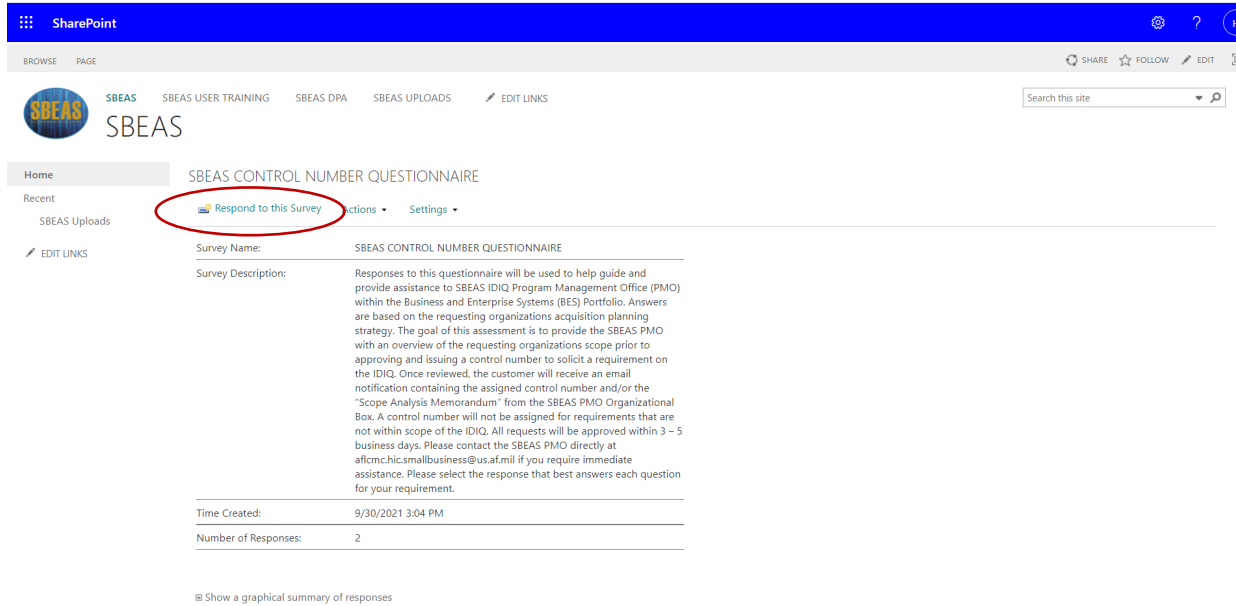 SharePoint
?
BROWSE PAGE
SHARE FOLLOW EDIT
SBEAS
SBEAS SBEAS USER TRAINING SBEAS DPA SBEAS UPLOADS EDIT LINKS
Search this site
SBEAS
Home
Recent
SBEAS Uploads
EDIT LINKS
SBEAS CONTROL NUMBER QUESTIONNAIRE
Respond to this Survey Actions Settings
Survey Name: SBEAS CONTROL NUMBER QUESTIONNAIRE
Survey Description: Responses to this questionnaire will be used to help guide and
provide assistance to SBEAS IDIQ Program Management Office (PMO)
within the Business and Enterprise Systems (BES) Portfolio. Answers
are based on the requesting organizations acquisition planning
strategy. The goal of this assessment is to provide the SBEAS PMO
with an overview of the requesting organizations scope prior to
approving and issuing a control number to solicit a requirement on
the IDIQ. Once reviewed, the customer will receive an email
notification containing the assigned control number and/or the
"Scope Analysis Memorandum" from the SBEAS PMO Organizational
Box. A control number will not be assigned for requirements that are
not within scope of the IDIQ. All requests will be approved within 3 – 5
business days. Please contact the SBEAS PMO directly at
aflcmc.hic.smallbusiness@us.af.mil if you require immediate
assistance. Please select the response that best answers each question
for your requirement.
Time Created: 9/30/2021 3:04 PM
Number of Responses: 2
Show a graphical summary of responses